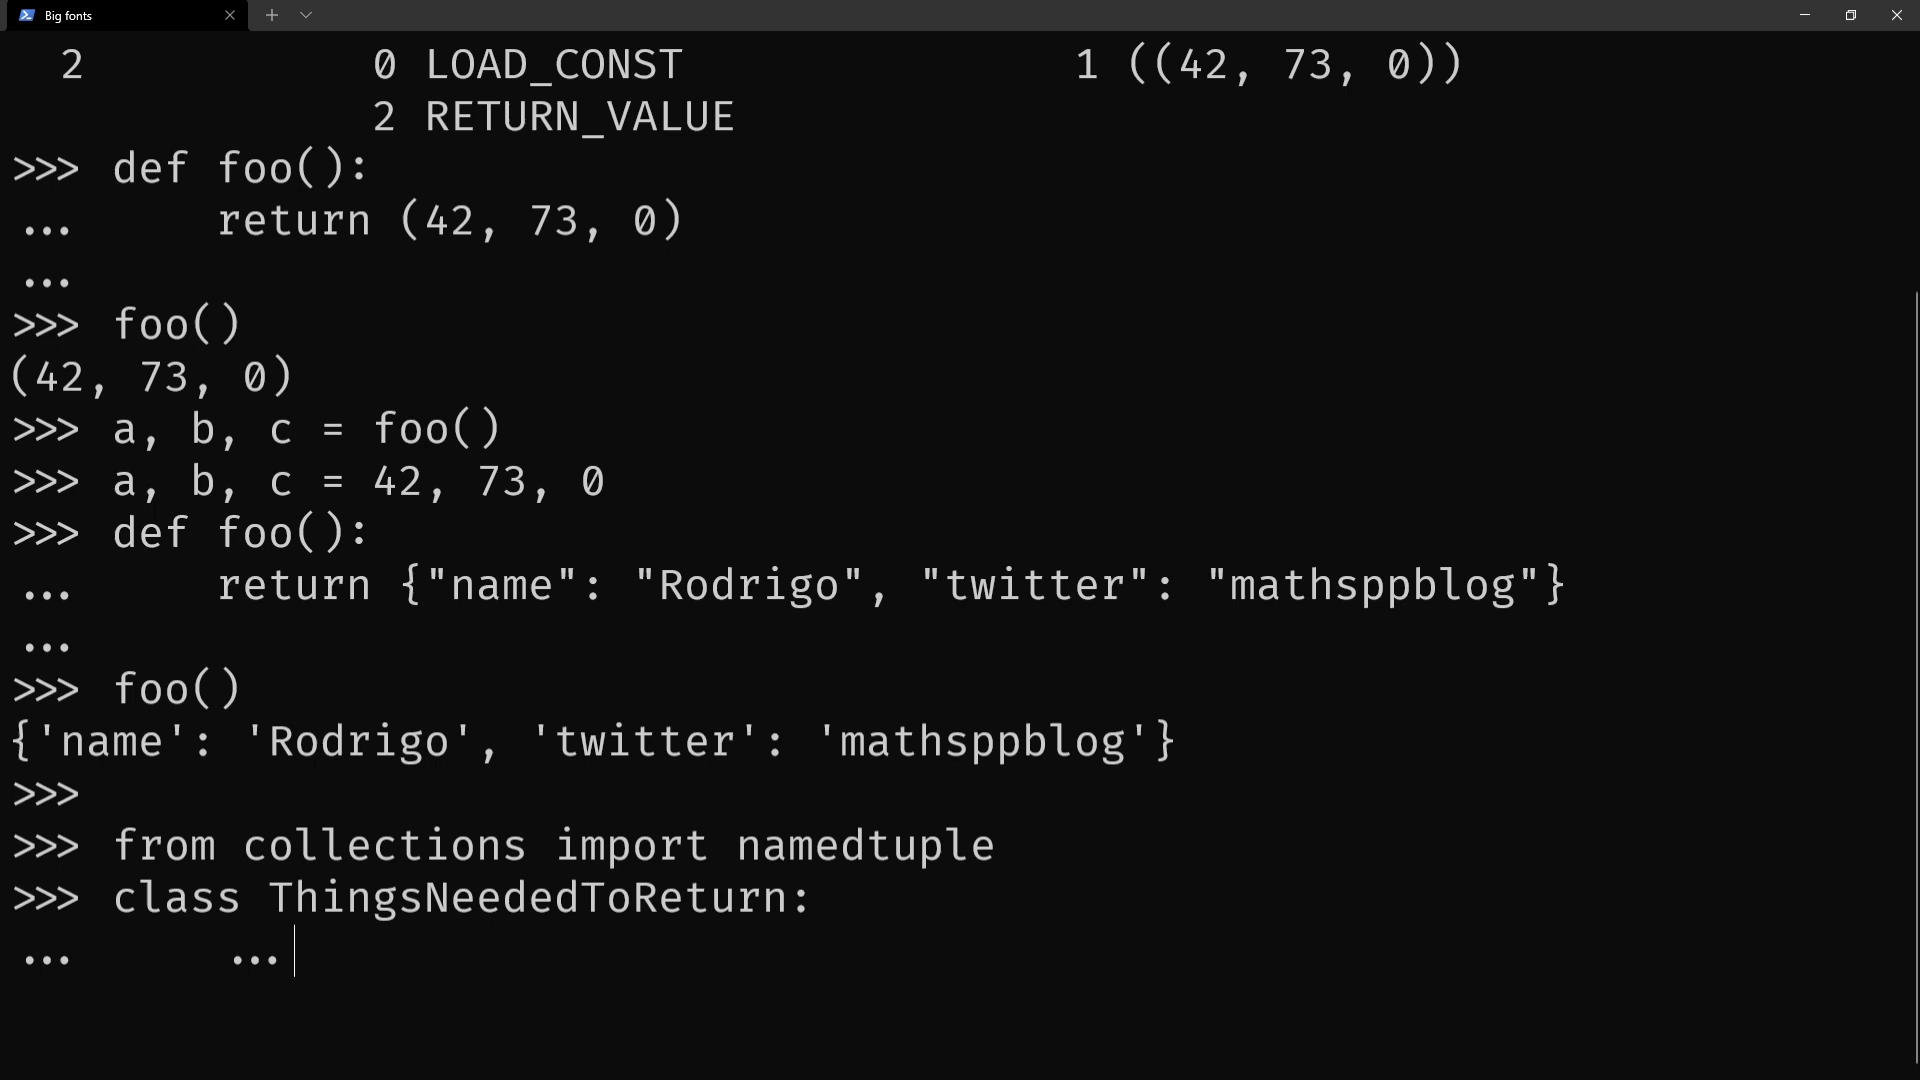 Big fonts
2 0 LOAD_CONST 1 ((42, 73, 0))
2 RETURN_VALUE
>>> def foo():
... return (42, 73, 0)
...
>>> foo()
(42, 73, 0)
>>> a, b, c = foo()
>>> a, b, c = 42, 73, 0
>>> def foo():
... return {"name": "Rodrigo", "twitter": "mathsppblog"}
...
>>> foo()
{'name': 'Rodrigo', 'twitter': 'mathsppblog'}
>>>
>>> from collections import namedtuple
>>> class ThingsNeededToReturn:
... ...